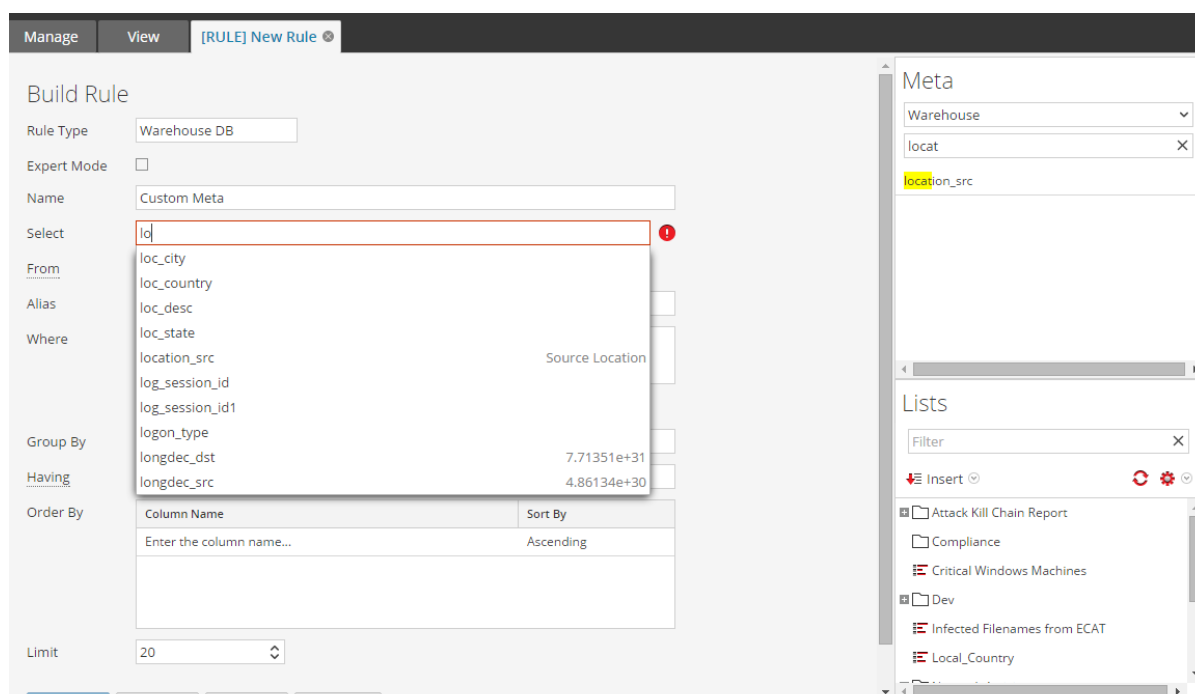 Manage View [RULE] New Rule
Build Rule
Rule Type Warehouse DB
Expert Mode
Name Custom Meta
Select lo
From
Alias
Where
loc_city
loc_country
loc_desc
loc_state
location_src Source Location
log_session_id
log_session_id1
logon_type
longdec_dst 7.71351e+31
longdec_src 4.86134e+30
Group By
Having
Order By Column Name Sort By
Enter the column name... Ascending
Limit 20
Meta
Warehouse
locat
location_src
Lists
Filter
Insert
Attack Kill Chain Report
Compliance
Critical Windows Machines
Dev
Infected Filenames from ECAT
Local_Country